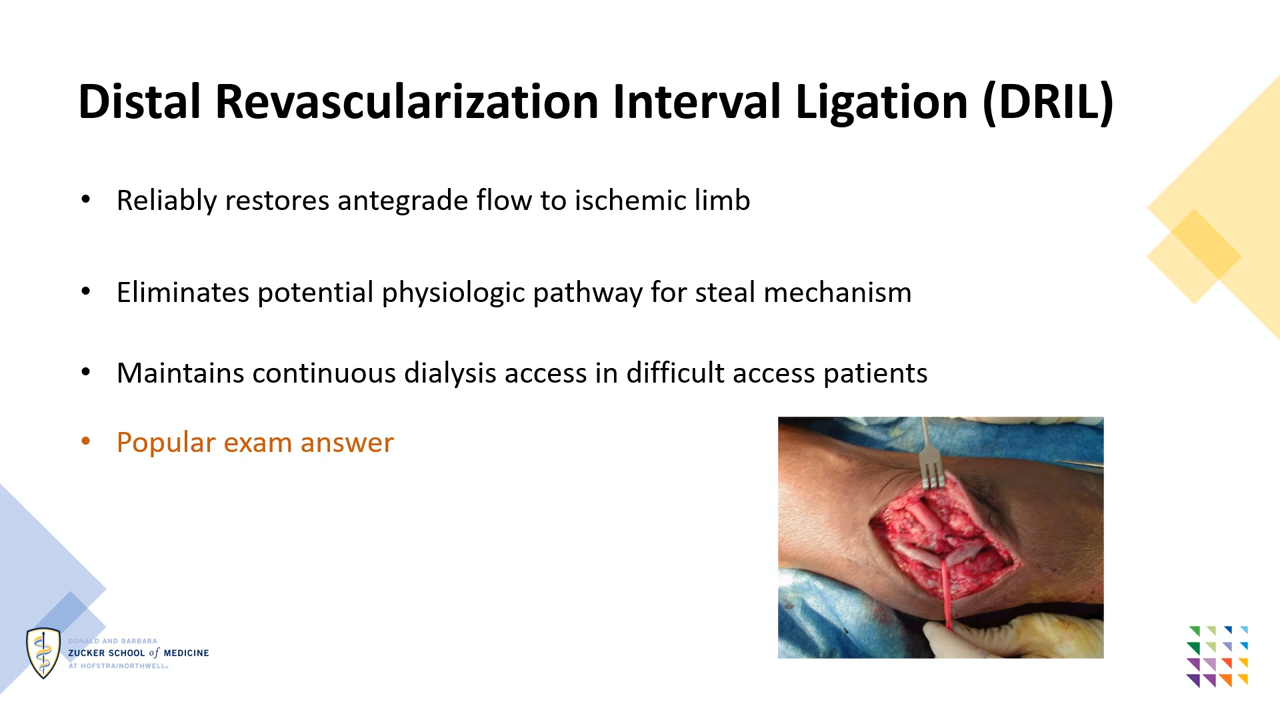 Distal Revascularization Interval Ligation (DRIL)
• Reliably restores antegrade flow to ischemic limb
• Eliminates potential physiologic pathway for steal mechanism
• Maintains continuous dialysis access in difficult access patients
• Popular exam answer
DONALD AND BARBARA
ZUCKER SCHOOL of MEDICINE
AT HOFSTRA/NORTHWELL